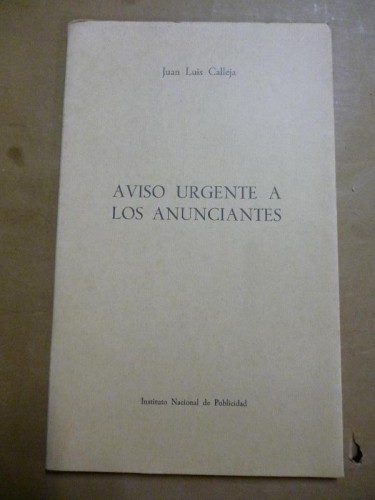 Juan Luis Calleja
AVISO URGENTE A
LOS ANUNCIANTES
Instituto Nacional de Publicidad